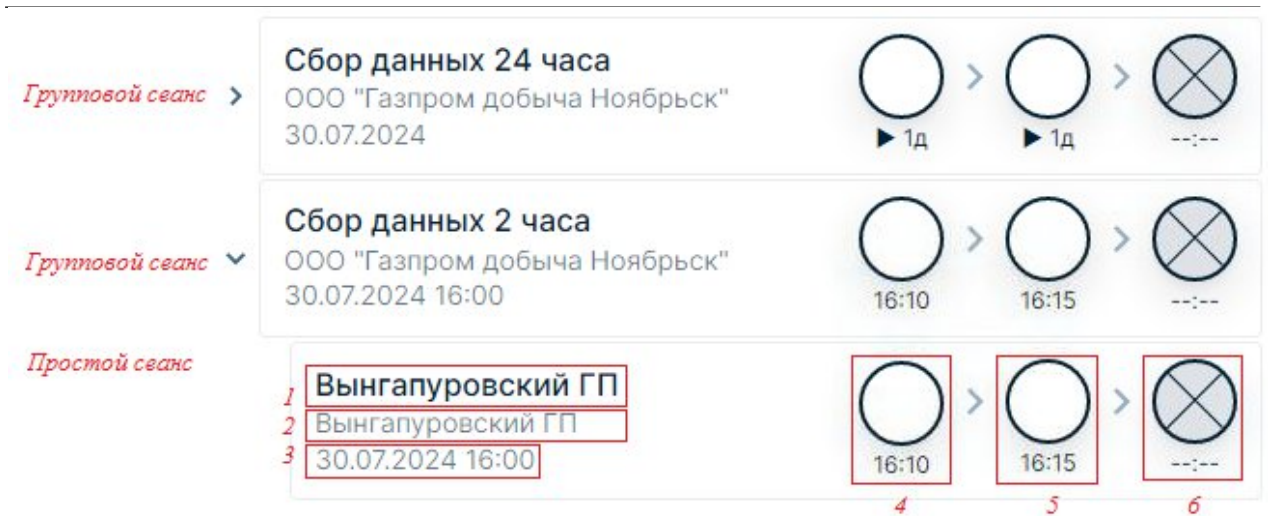 Групповой сеанс
Сбор данных 24 часа
ООО "Газпром добыча Ноябрьск"
30.07.2024
▶ 1д
▶ 1д
--:--
Групповой сеанс
Сбор данных 2 часа
ООО "Газпром добыча Ноябрьск"
30.07.2024 16:00
16:10
16:15
--:--
Простой сеанс
1 Вынгапуровский ГП
2 Вынгапуровский ГП
3 30.07.2024 16:00
16:10
16:15
--:--
4
5
6